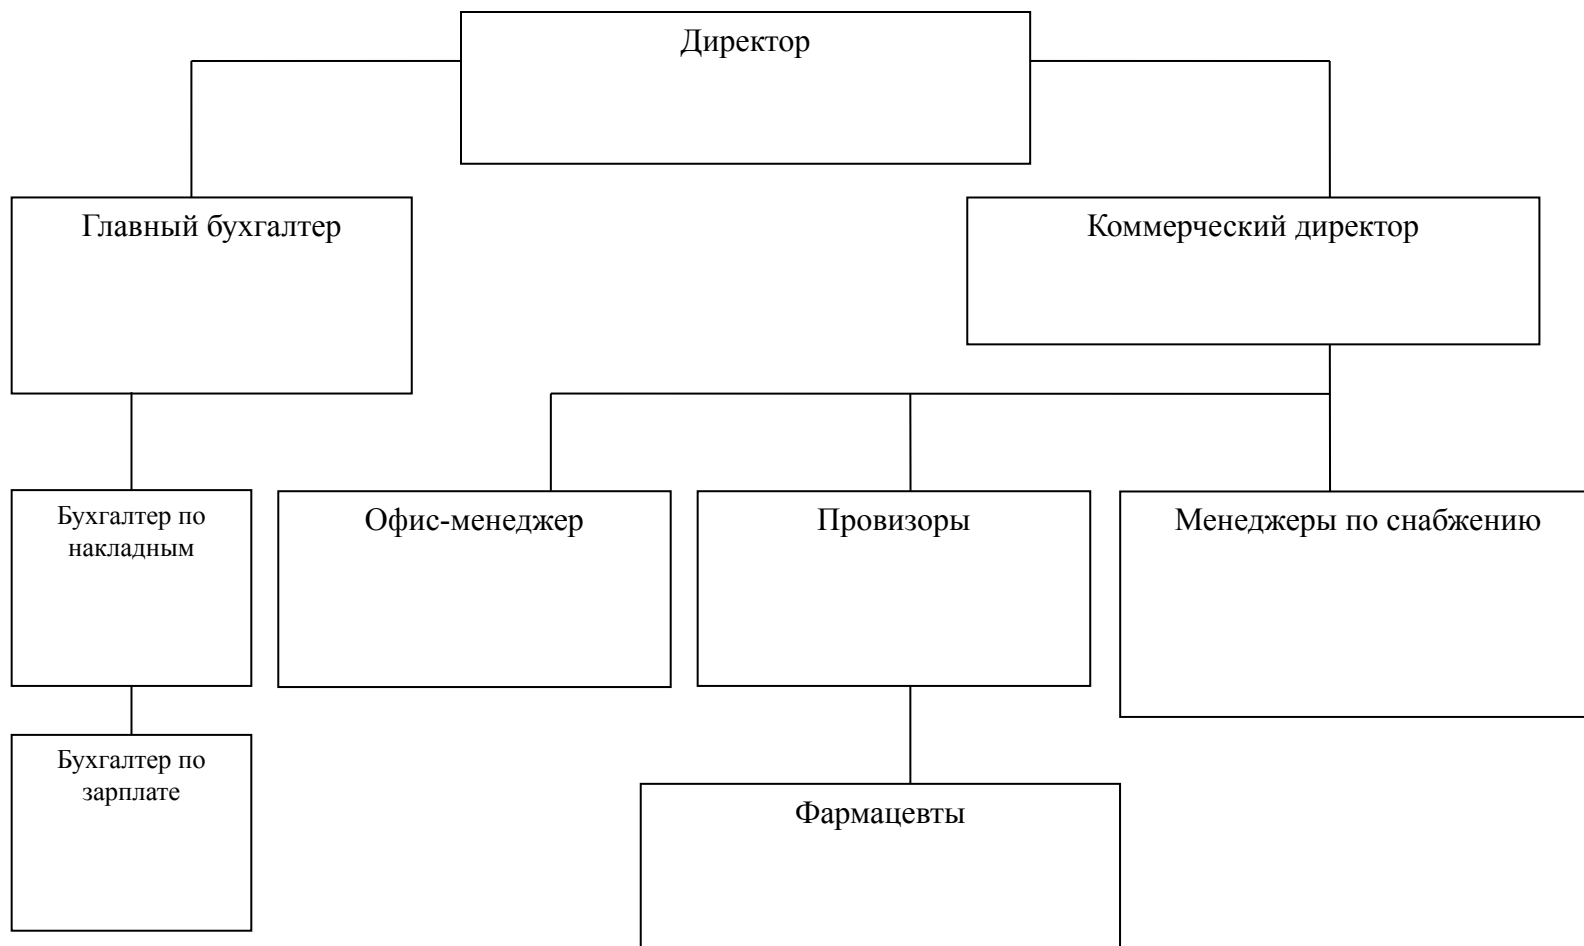 Директор
Главный бухгалтер
Коммерческий директор
Бухгалтер по
накладным
Офис-менеджер
Провизоры
Менеджеры по снабжению
Бухгалтер по
зарплате
Фармацевты